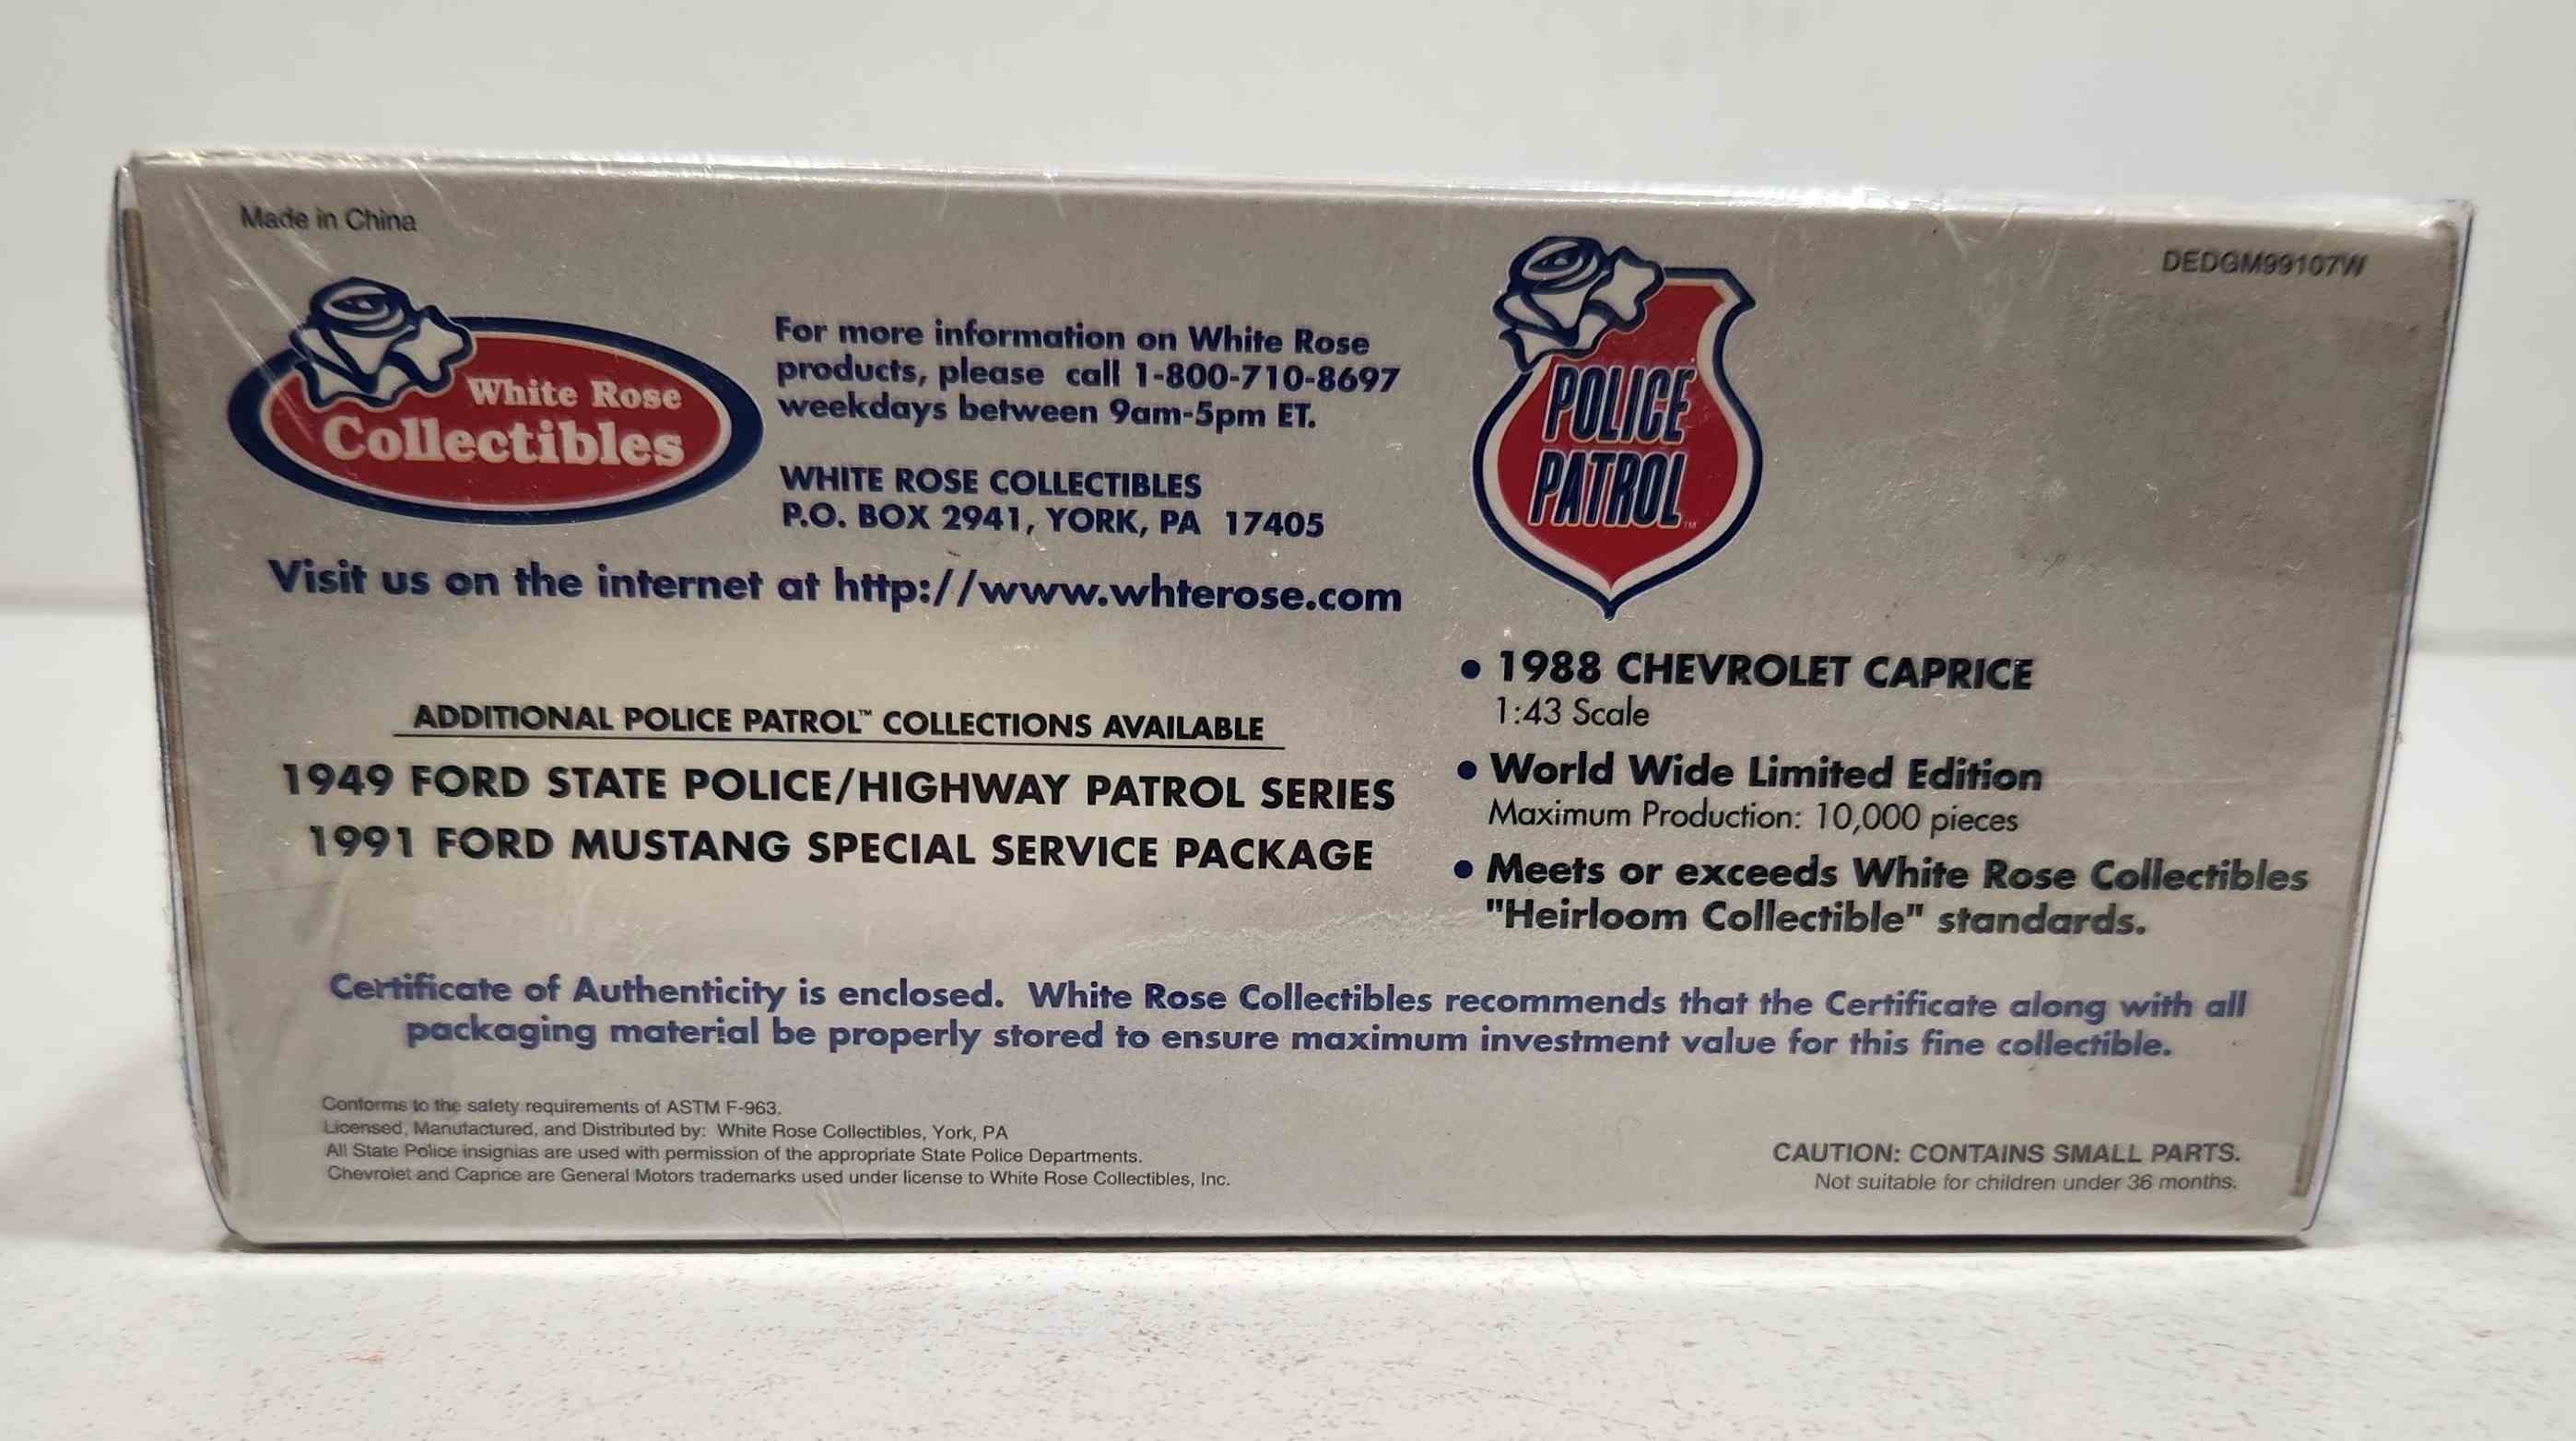 Made in China
DEDGM99107W
White Rose
Collectibles
For more information on White Rose
products, please call 1-800-710-8697
weekdays between 9am-5pm ET.
WHITE ROSE COLLECTIBLES
P.O. BOX 2941, YORK, PA 17405
Visit us on the internet at http://www.whterose.com
POLICE
PATROL™
ADDITIONAL POLICE PATROL™ COLLECTIONS AVAILABLE
1949 FORD STATE POLICE/HIGHWAY PATROL SERIES
1991 FORD MUSTANG SPECIAL SERVICE PACKAGE
• 1988 CHEVROLET CAPRICE
1:43 Scale
• World Wide Limited Edition
Maximum Production: 10,000 pieces
• Meets or exceeds White Rose Collectibles
"Heirloom Collectible" standards.
Certificate of Authenticity is enclosed. White Rose Collectibles recommends that the Certificate along with all
packaging material be properly stored to ensure maximum investment value for this fine collectible.
Conforms to the safety requirements of ASTM F-963.
Licensed, Manufactured, and Distributed by: White Rose Collectibles, York, PA
All State Police insignias are used with permission of the appropriate State Police Departments.
Chevrolet and Caprice are General Motors trademarks used under license to White Rose Collectibles, Inc.
CAUTION: CONTAINS SMALL PARTS.
Not suitable for children under 36 months.